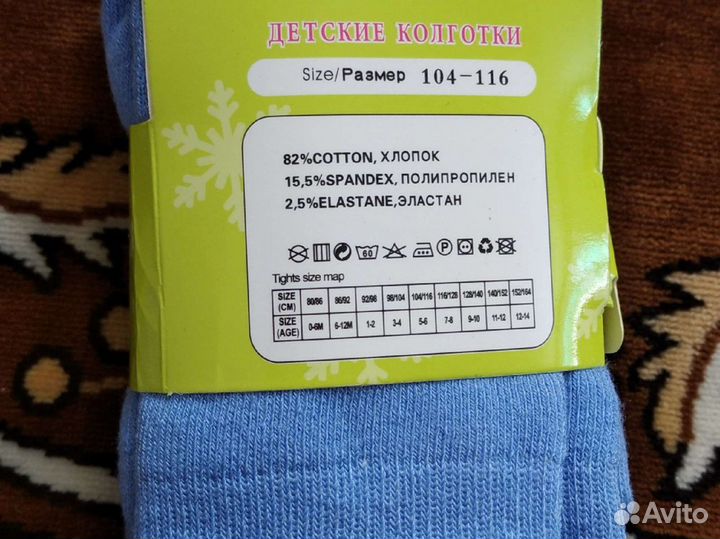 ДЕТСКИЕ КОЛГОТКИ
Size/Размер 104-116
82%COTTON, ХЛОПОК
15,5%SPANDEX, ПОЛИПРОПИЛЕН
2,5%ELASTANE,ЭЛАСТАН
60 P
Tights size map
SIZE (CM) 80/86 86/92 92/98 98/104 104/116 116/128 128/140 140/152 152/164
SIZE (AGE) 0-6M 6-12M 1-2 3-4 5-6 7-8 9-10 11-12 12-14
Avito